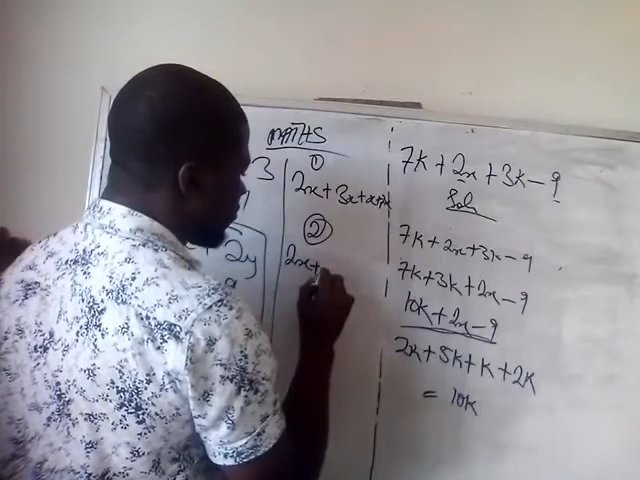 MATHS
3
1
2y
①
2x + 3x + x +
②
2x +
7k + 2x + 3k - 9
Soln
7k + 2x + 3k - 9
7k + 3k + 2x - 9
10k + 2x - 9
2k + 5k + k + 2k
= 10k